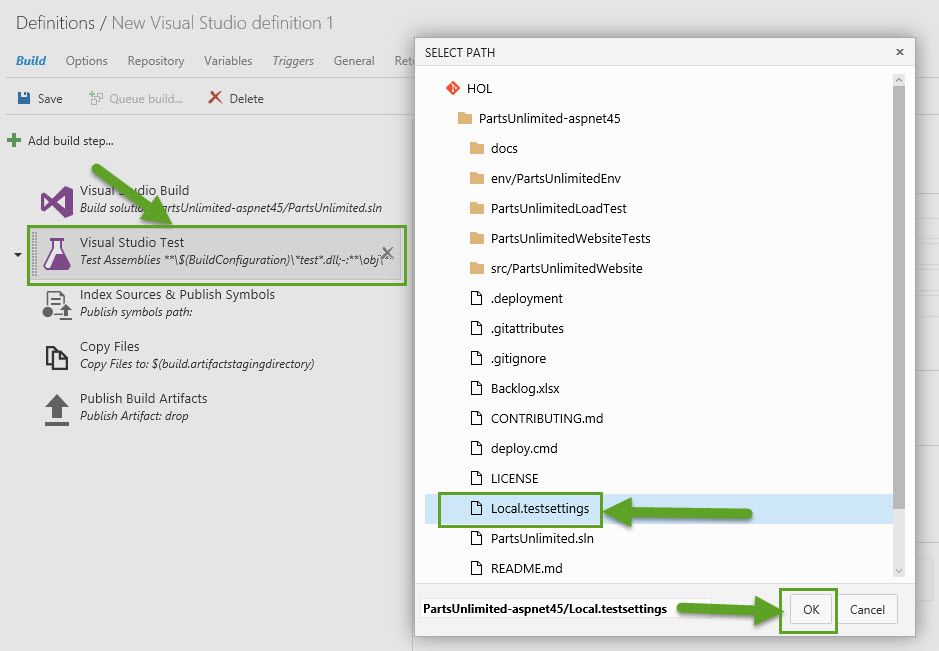 Definitions / New Visual Studio definition 1
Build Options Repository Variables Triggers General Ret
Save Queue build... Delete
Add build step...
Visual Studio Build
Build solution PartsUnlimited-aspnet45/PartsUnlimited.sln
Visual Studio Test
Test Assemblies **\$(BuildConfiguration)\*test*.dll;-:**\obj\**
Index Sources & Publish Symbols
Publish symbols path:
Copy Files
Copy Files to: $(build.artifactstagingdirectory)
Publish Build Artifacts
Publish Artifact: drop
SELECT PATH
HOL
PartsUnlimited-aspnet45
docs
env/PartsUnlimitedEnv
PartsUnlimitedLoadTest
PartsUnlimitedWebsiteTests
src/PartsUnlimitedWebsite
.deployment
.gitattributes
.gitignore
Backlog.xlsx
CONTRIBUTING.md
deploy.cmd
LICENSE
Local.testsettings
PartsUnlimited.sln
README.md
PartsUnlimited-aspnet45/Local.testsettings
OK Cancel